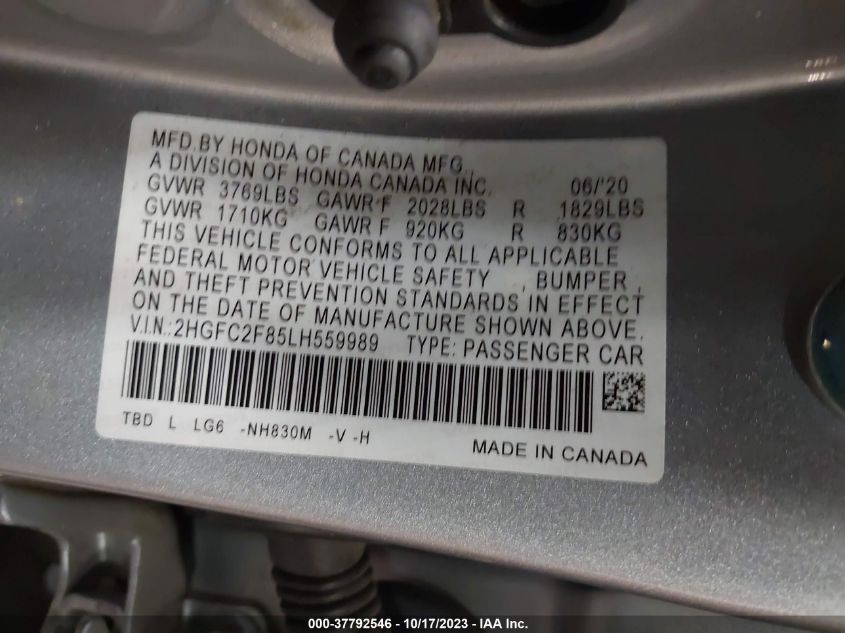 MFD.BY HONDA OF CANADA MFG.,
A DIVISION OF HONDA CANADA INC. 06/'20
GVWR 3769LBS GAWR F 2028LBS R 1829LBS
GVWR 1710KG GAWR F 920KG R 830KG
THIS VEHICLE CONFORMS TO ALL APPLICABLE
FEDERAL MOTOR VEHICLE SAFETY , BUMPER ,
AND THEFT PREVENTION STANDARDS IN EFFECT
ON THE DATE OF MANUFACTURE SHOWN ABOVE.
V.I.N.:2HGFC2F85LH559989 TYPE: PASSENGER CAR
TBD L LG6 -NH830M -V -H
MADE IN CANADA
000-37792546 - 10/17/2023 - IAA Inc.